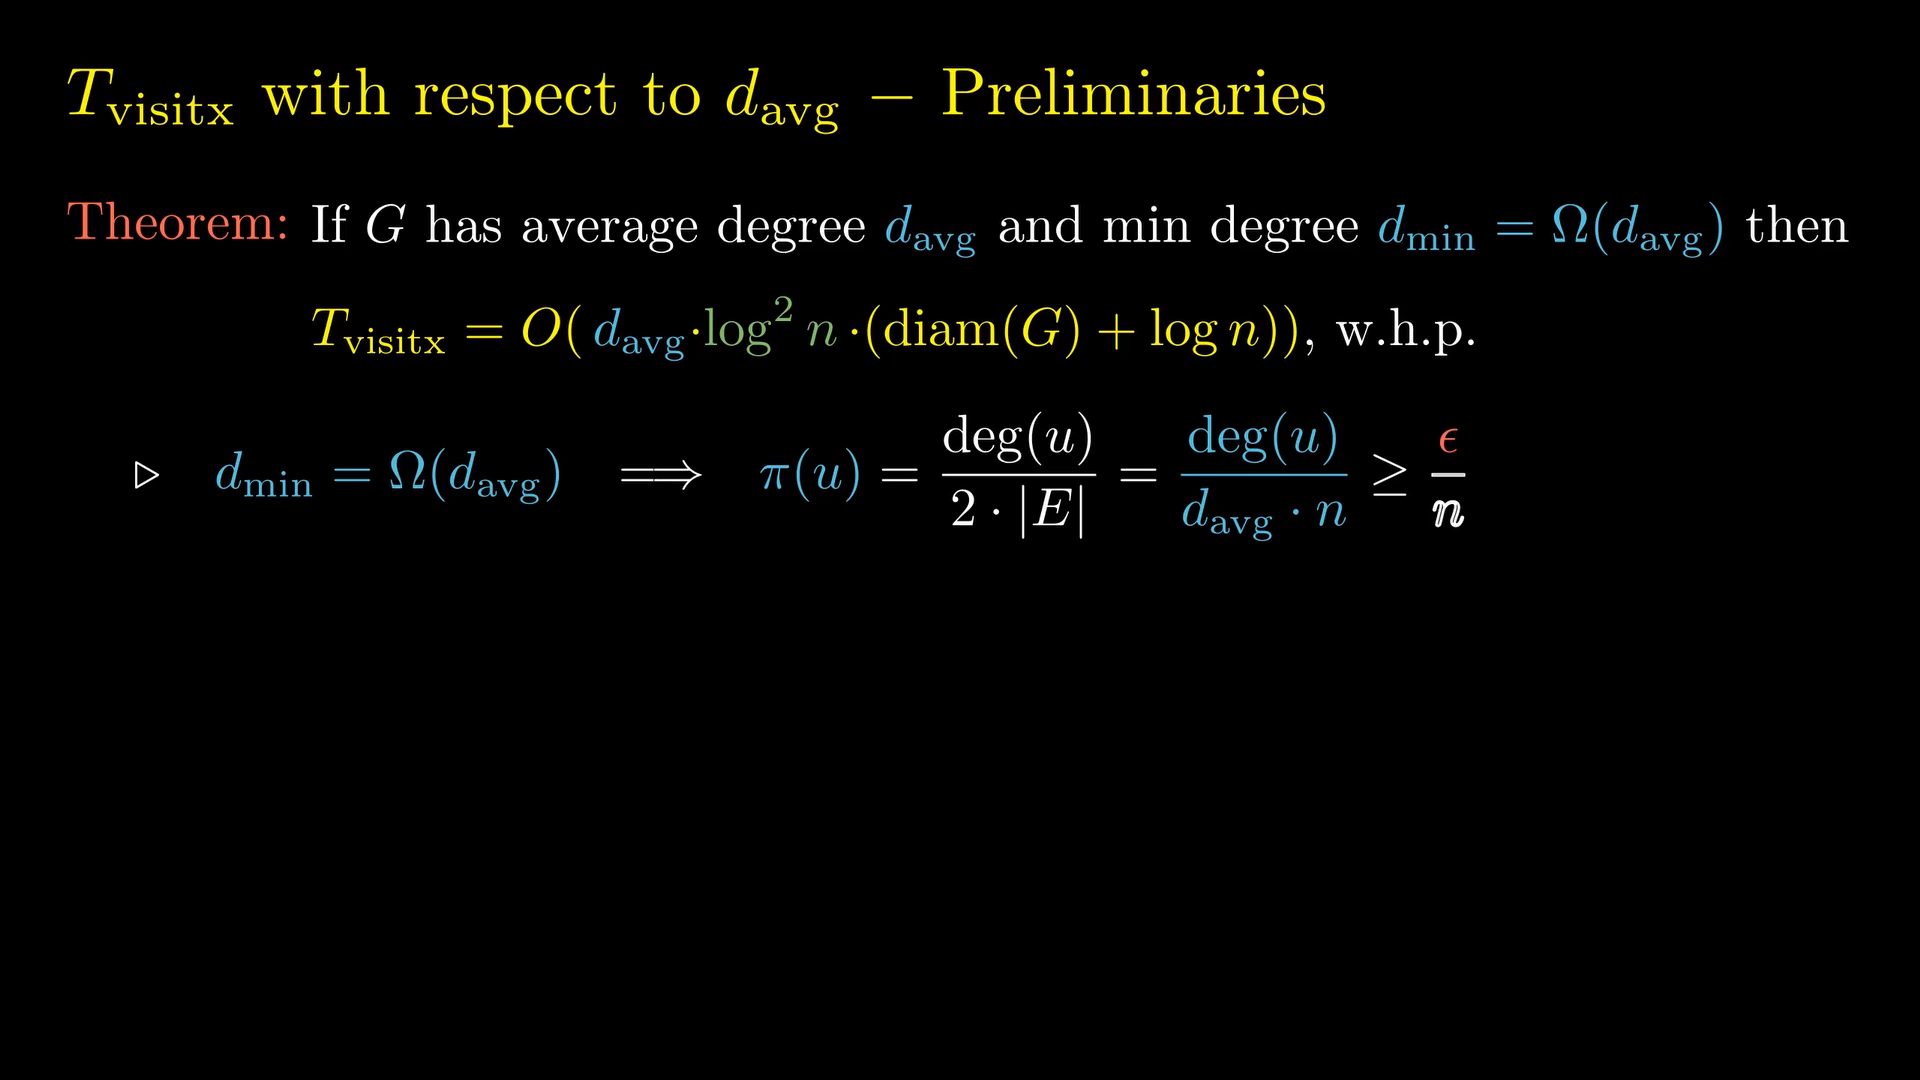 T_visitx with respect to d_avg − Preliminaries
Theorem: If G has average degree d_avg and min degree d_min = Ω(d_avg) then
T_visitx = O( d_avg·log² n ·(diam(G) + log n)), w.h.p.
▷ d_min = Ω(d_avg) ⟹ π(u) = deg(u) / 2 · |E| = deg(u) / d_avg · n ≥ ϵ / n